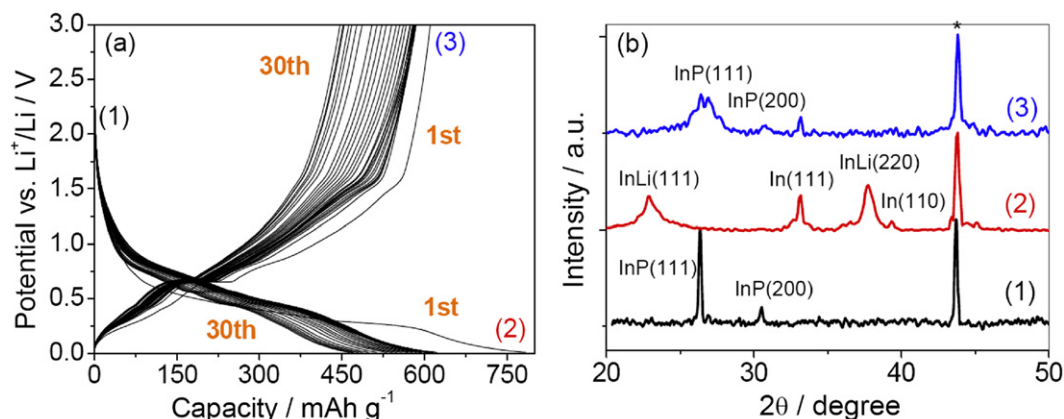 (a)
3.0
2.5
2.0
1.5
1.0
0.5
0.0
Potential vs. Li⁺/Li / V
(1)
30th
(3)
1st
1st
30th
(2)
0 150 300 450 600 750
Capacity / mAh g⁻¹
(b)
Intensity / a.u.
*
InP(111)
InP(200)
(3)
InLi(220)
InLi(111)
In(111)
In(110)
(2)
InP(111)
InP(200)
(1)
20 30 40 50
2θ / degree